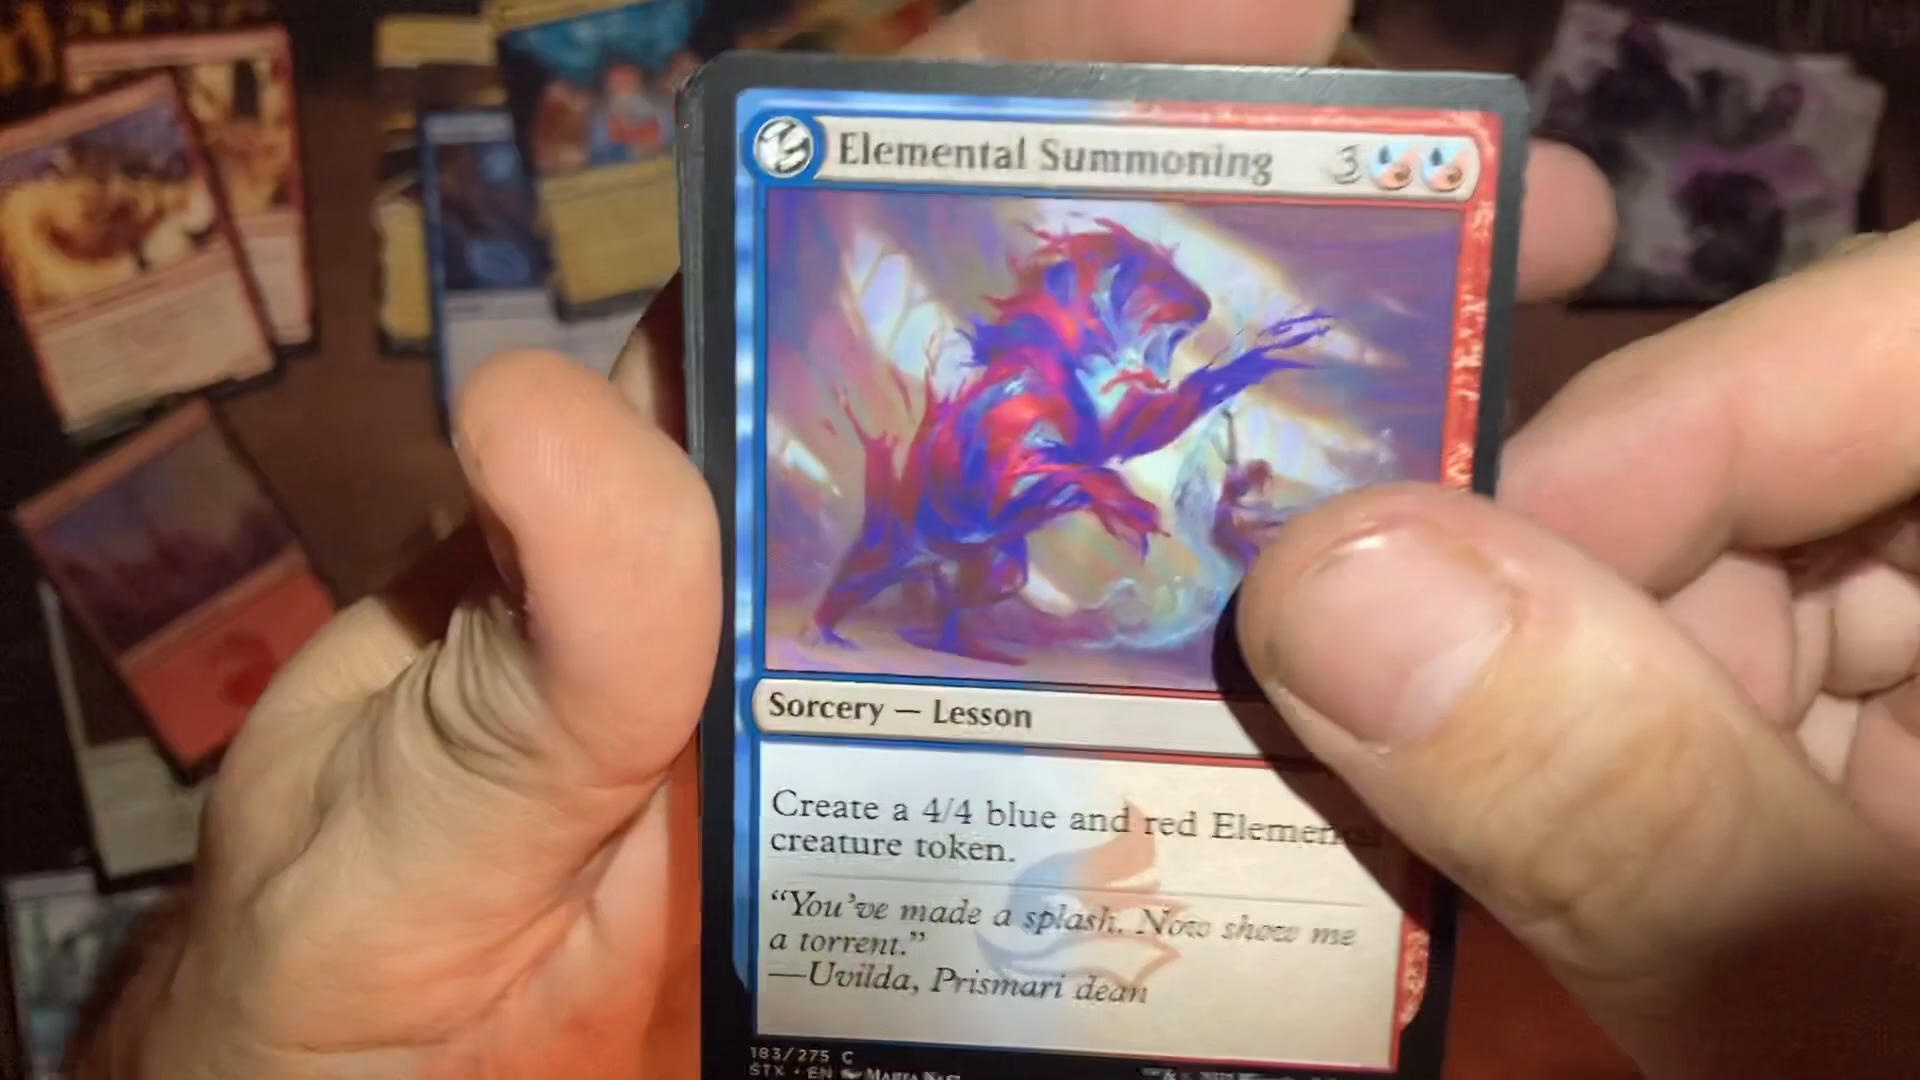 Elemental Summoning 3
Sorcery — Lesson
Create a 4/4 blue and red
creature token.
“You’ve made a splash. Now show me
a torrent.”
—Uvilda, Prismari dean
183/275 C
STX • EN